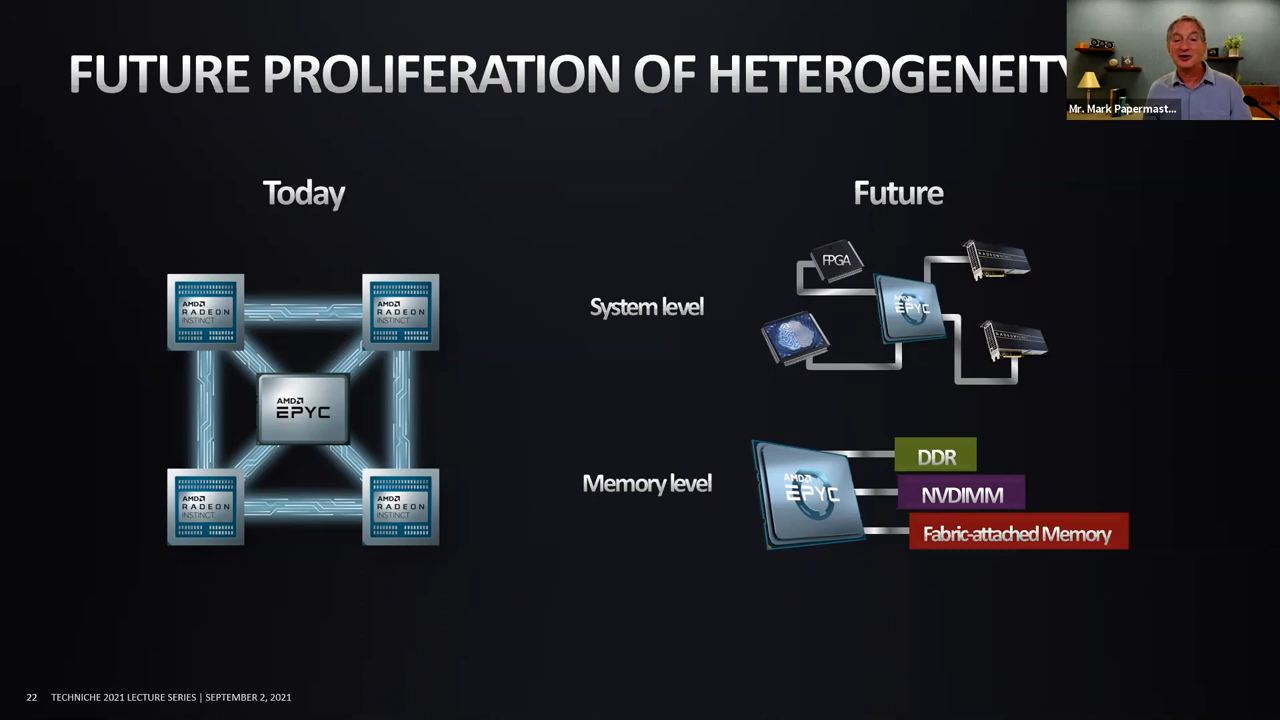 FUTURE PROLIFERATION OF HETEROGENEITY
Mr. Mark Papermast...
Today
Future
AMD
RADEON
INSTINCT
AMD
RADEON
INSTINCT
AMD
EPYC
AMD
RADEON
INSTINCT
AMD
RADEON
INSTINCT
System level
FPGA
EPYC
Memory level
AMD
EPYC
DDR
NVDIMM
Fabric-attached Memory
22 TECHNICHE 2021 LECTURE SERIES | SEPTEMBER 2, 2021